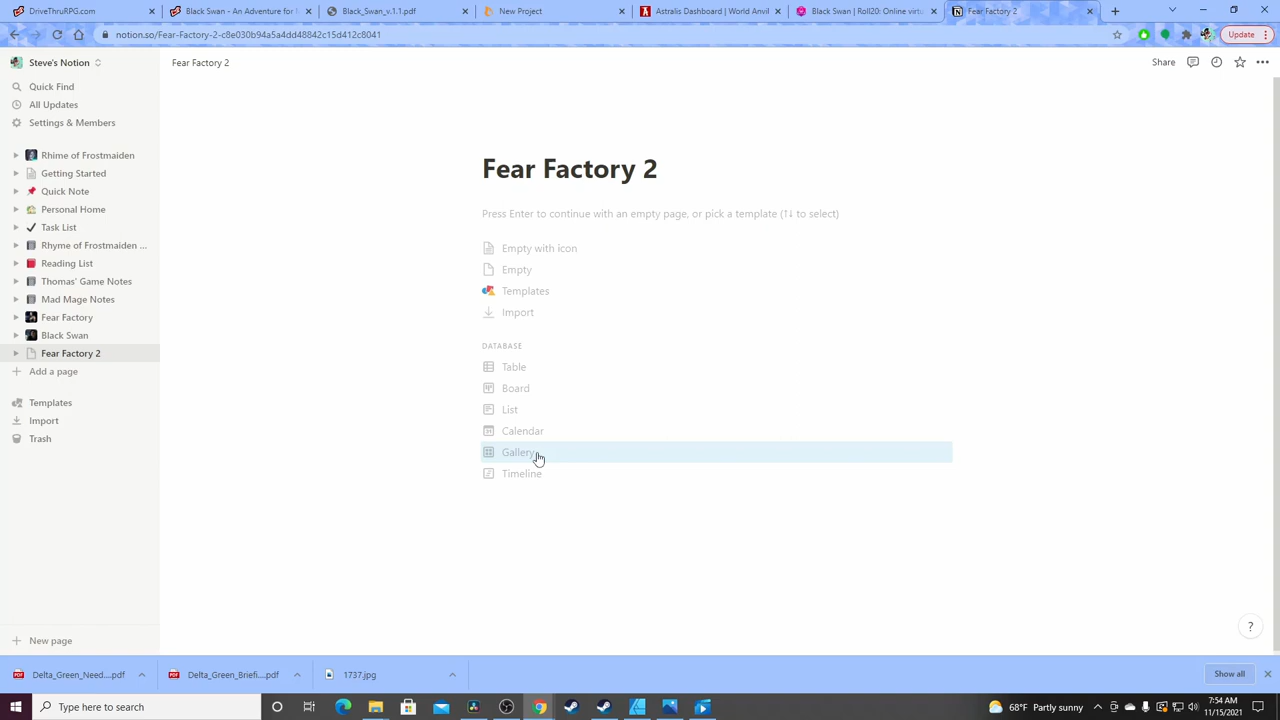 DriveThruRPG.com
Black Swan - An Adventure for
Black_Swan_v.1.1.pdf
New Project
Astralis Dashboard | World Anvil
Black Swan | Roll20: Online virtu
Fear Factory 2
notion.so/Fear-Factory-2-c8e030b94a5a4dd48842c15d412c8041
Update
Steve's Notion
Fear Factory 2
Share
Quick Find
All Updates
Settings & Members
Rhime of Frostmaiden
Getting Started
Quick Note
Personal Home
Task List
Rhyme of Frostmaiden ...
Reading List
Thomas' Game Notes
Mad Mage Notes
Fear Factory
Black Swan
Fear Factory 2
Add a page
Templates
Import
Trash
New page
Fear Factory 2
Press Enter to continue with an empty page, or pick a template (↑↓ to select)
Empty with icon
Empty
Templates
Import
DATABASE
Table
Board
List
Calendar
Gallery
Timeline
?
Delta_Green_Need....pdf
Delta_Green_Briefi....pdf
1737.jpg
Show all
Type here to search
68°F Partly sunny
7:54 AM
11/15/2021